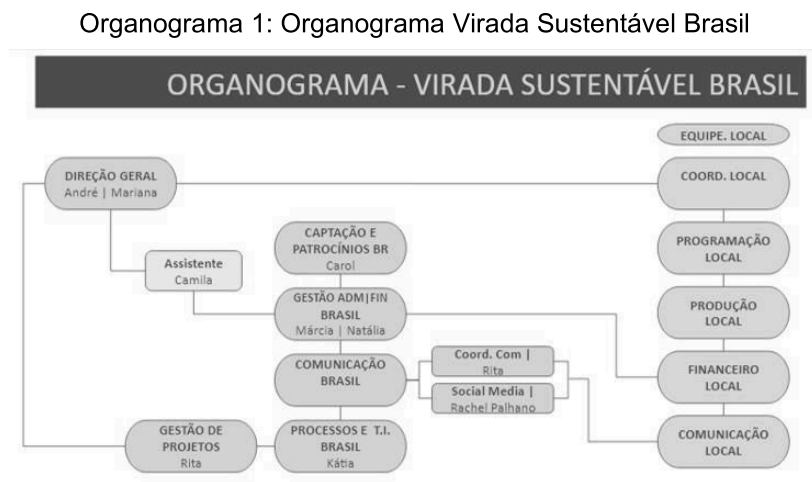 Organograma 1: Organograma Virada Sustentável Brasil
ORGANOGRAMA - VIRADA SUSTENTÁVEL BRASIL
EQUIPE. LOCAL
DIREÇÃO GERAL
André | Mariana
COORD. LOCAL
CAPTAÇÃO E
PATROCÍNIOS BR
Carol
PROGRAMAÇÃO
LOCAL
Assistente
Camila
GESTÃO ADM|FIN
BRASIL
Márcia | Natália
PRODUÇÃO
LOCAL
COMUNICAÇÃO
BRASIL
Coord. Com |
Rita
Social Media |
Rachel Palhano
FINANCEIRO
LOCAL
GESTÃO DE
PROJETOS
Rita
PROCESSOS E T.I.
BRASIL
Kátia
COMUNICAÇÃO
LOCAL